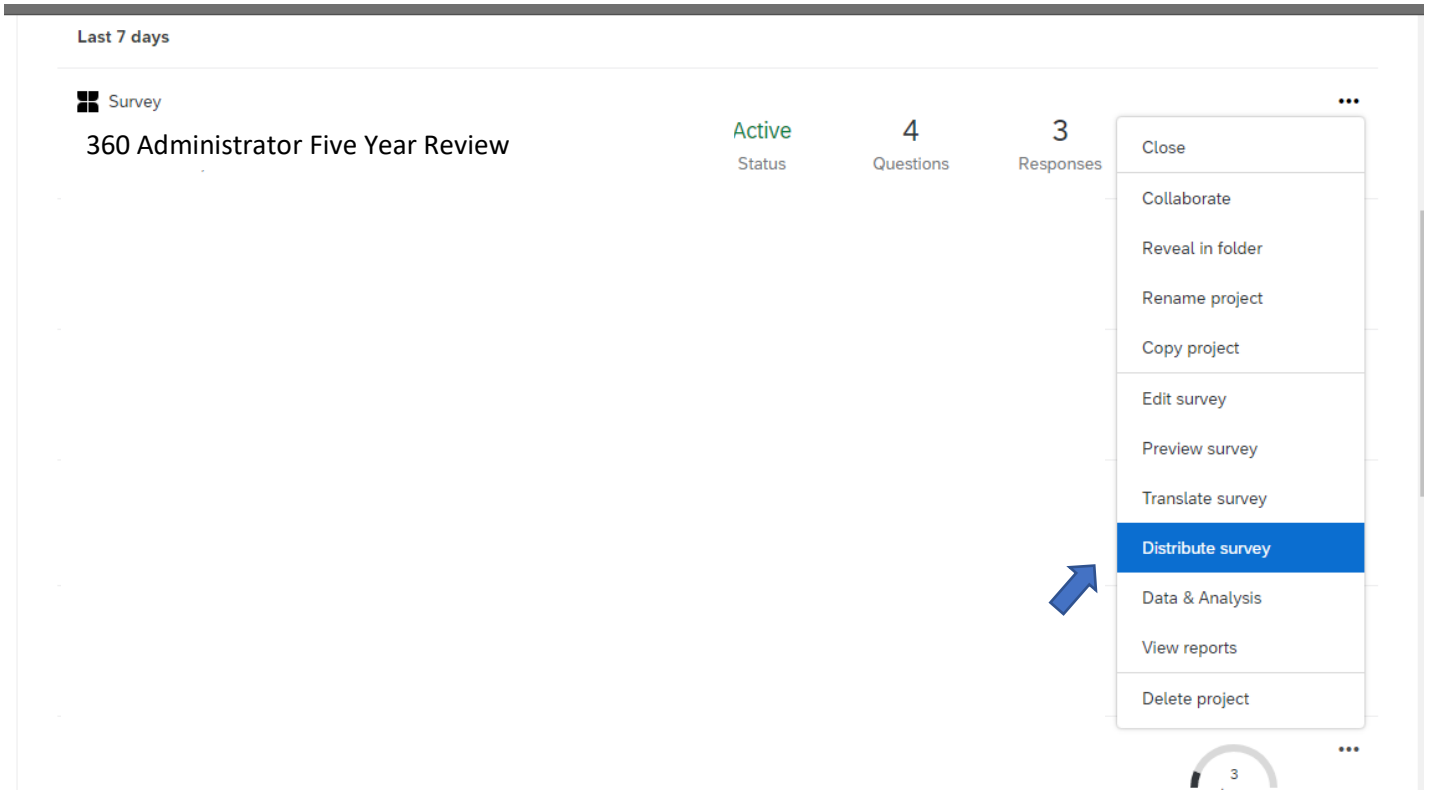 Last 7 days
Survey
360 Administrator Five Year Review
Active
Status
4
Questions
3
Responses
Close
Collaborate
Reveal in folder
Rename project
Copy project
Edit survey
Preview survey
Translate survey
Distribute survey
Data & Analysis
View reports
Delete project
3